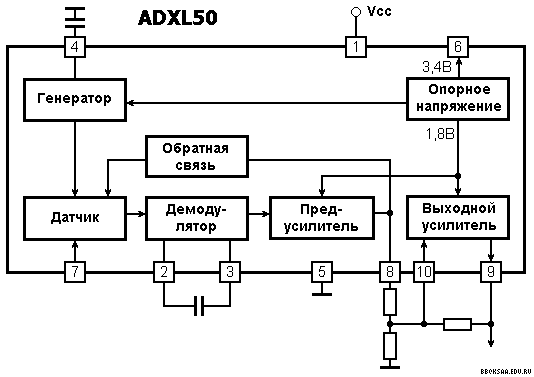 ADXL50
Vcc
4
1
6
3,4В
Генератор
Опорное
напряжение
1,8В
Обратная
связь
Датчик
Демоду-
лятор
Пред-
усилитель
Выходной
усилитель
7
2
3
5
8
10
9
BBOKSAA.EDU.RU